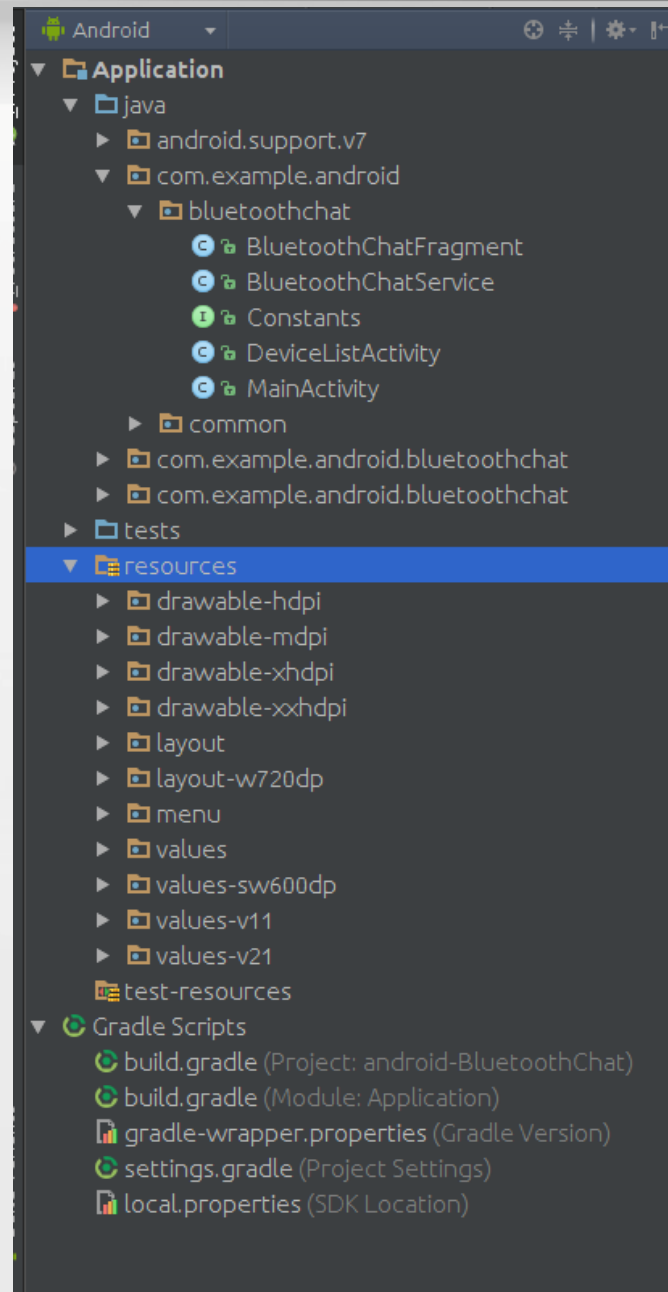 Android
Application
java
android.support.v7
com.example.android
bluetoothchat
BluetoothChatFragment
BluetoothChatService
Constants
DeviceListActivity
MainActivity
common
com.example.android.bluetoothchat
com.example.android.bluetoothchat
tests
resources
drawable-hdpi
drawable-mdpi
drawable-xhdpi
drawable-xxhdpi
layout
layout-w720dp
menu
values
values-sw600dp
values-v11
values-v21
test-resources
Gradle Scripts
build.gradle (Project: android-BluetoothChat)
build.gradle (Module: Application)
gradle-wrapper.properties (Gradle Version)
settings.gradle (Project Settings)
local.properties (SDK Location)